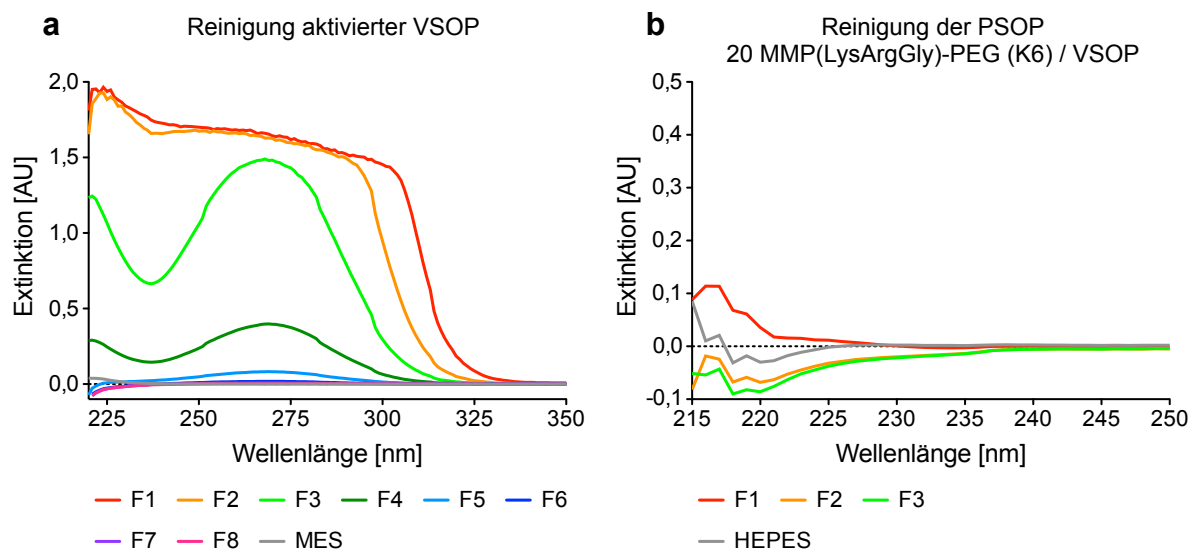 a
Reinigung aktivierter VSOP
2,0
1,5
1,0
0,5
0,0
Extinktion [AU]
225
250
275
300
325
350
Wellenlänge [nm]
F1
F2
F3
F4
F5
F6
F7
F8
MES
b
Reinigung der PSOP
20 MMP(LysArgGly)-PEG (K6) / VSOP
0,5
0,4
0,3
0,2
0,1
0,0
-0,1
Extinktion [AU]
215
220
225
230
235
240
245
250
Wellenlänge [nm]
F1
F2
F3
HEPES